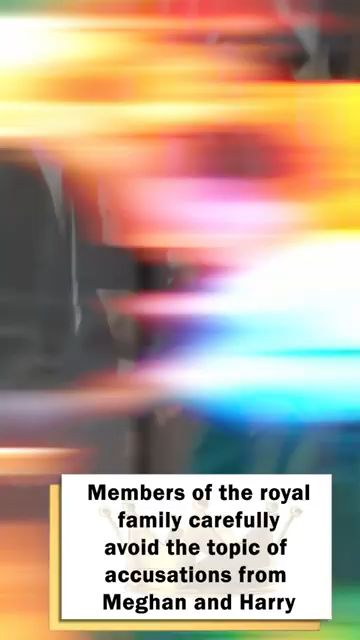 Members of the royal
family carefully
avoid the topic of
accusations from
Meghan and Harry